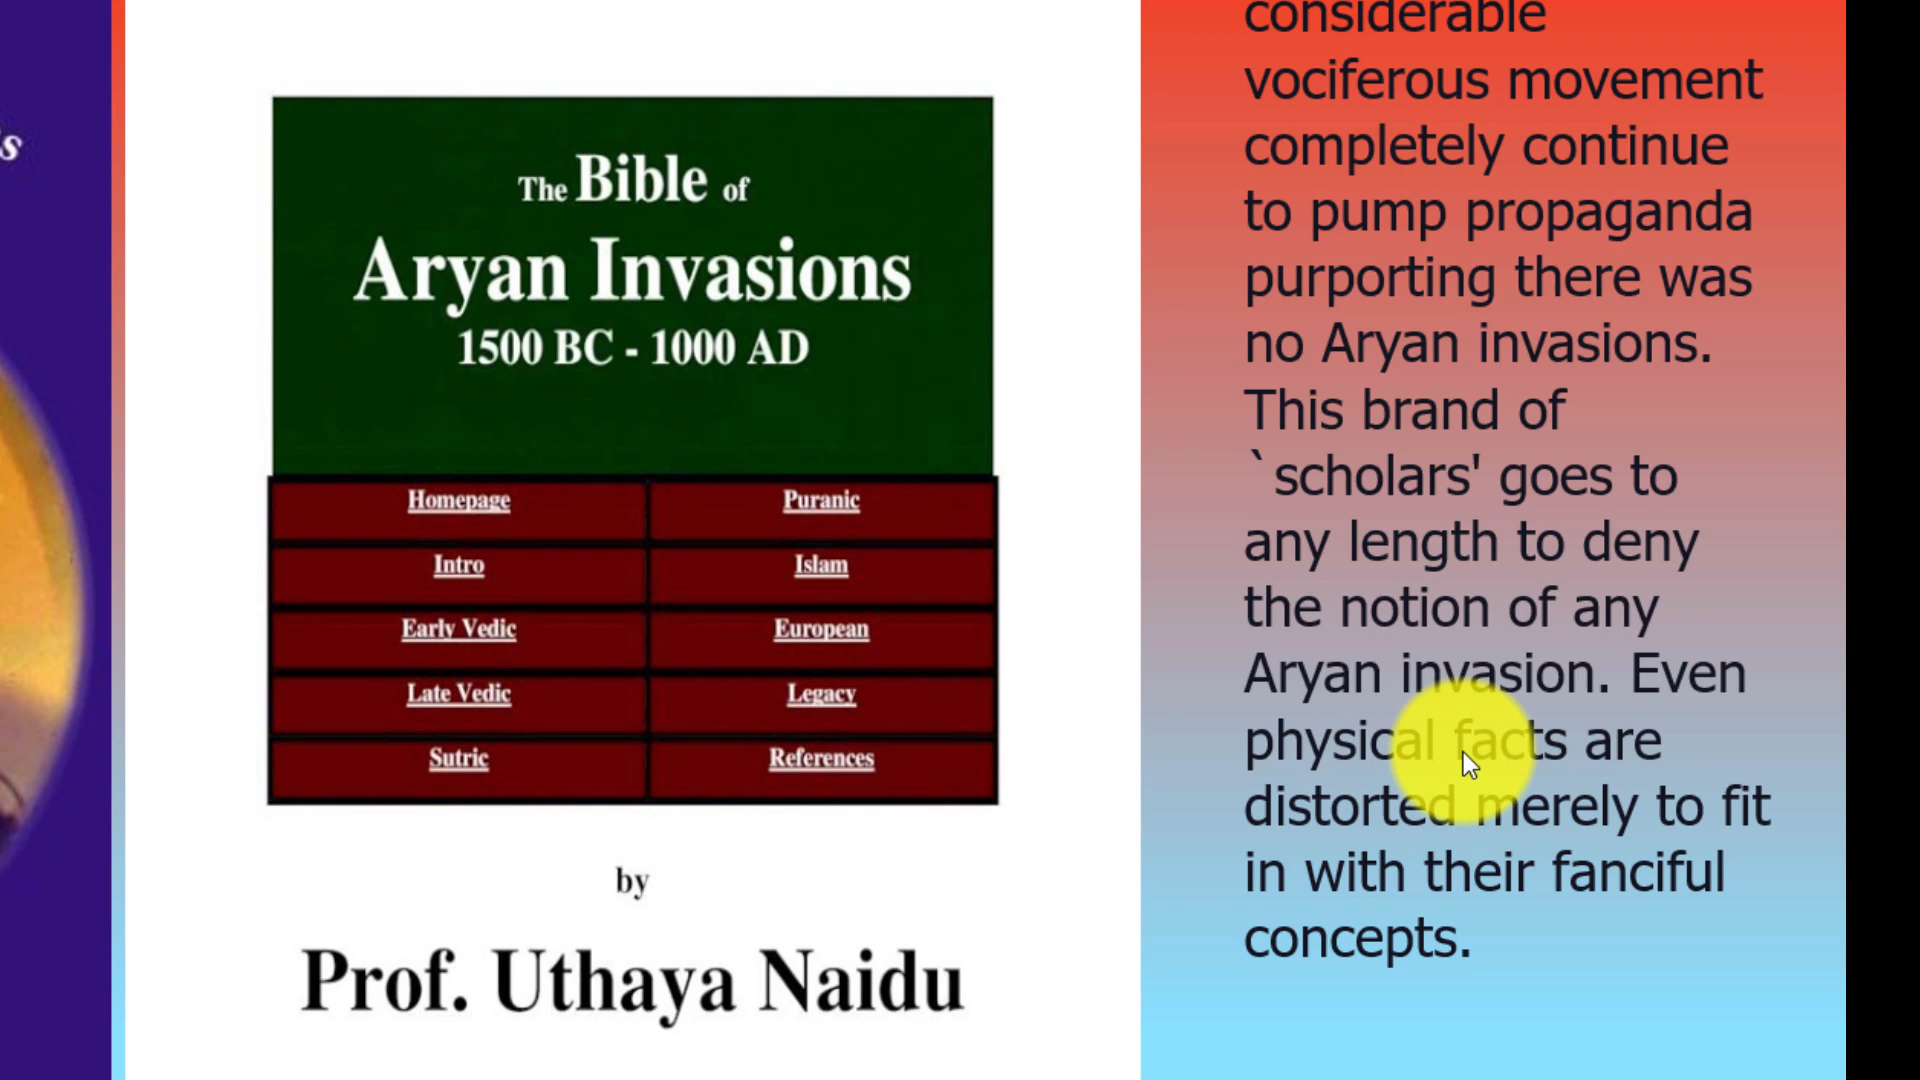 s
The Bible of
Aryan Invasions
1500 BC - 1000 AD
Homepage Puranic
Intro Islam
Early Vedic European
Late Vedic Legacy
Sutric References
by
Prof. Uthaya Naidu
considerable
vociferous movement
completely continue
to pump propaganda
purporting there was
no Aryan invasions.
This brand of
`scholars' goes to
any length to deny
the notion of any
Aryan invasion. Even
physical facts are
distorted merely to fit
in with their fanciful
concepts.